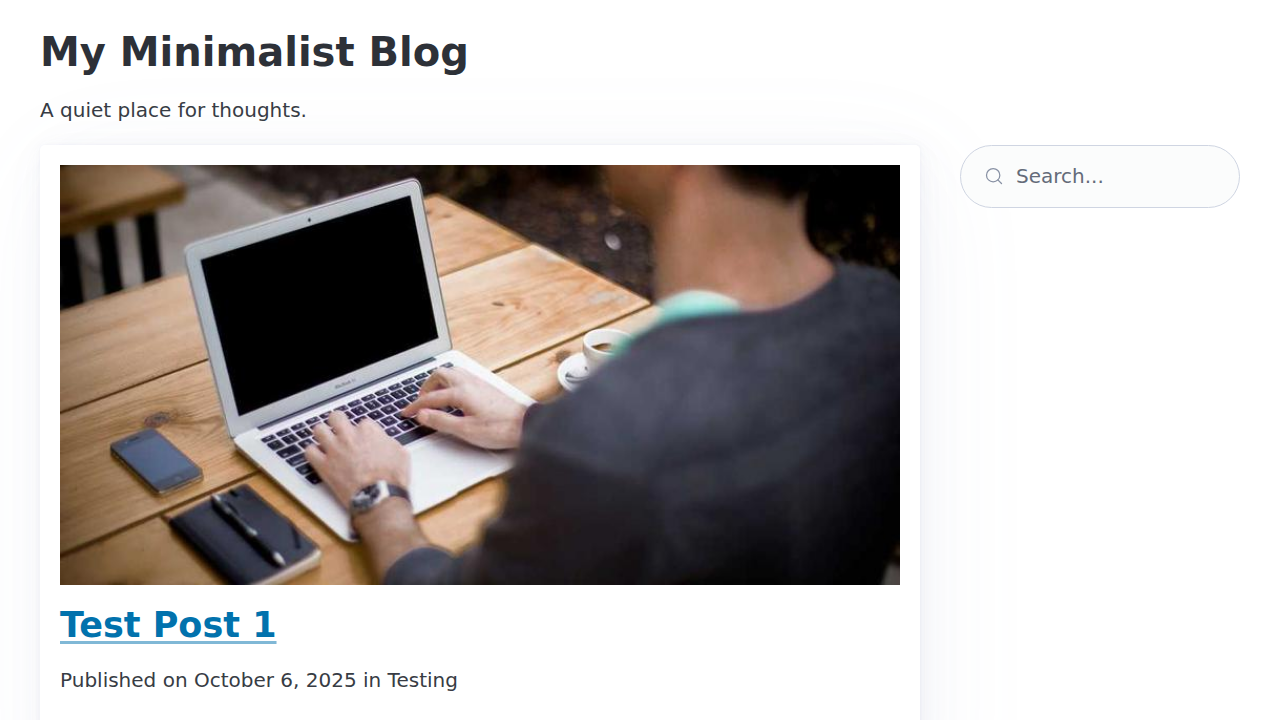 My Minimalist Blog
A quiet place for thoughts.
Search...
Test Post 1
Published on October 6, 2025 in Testing